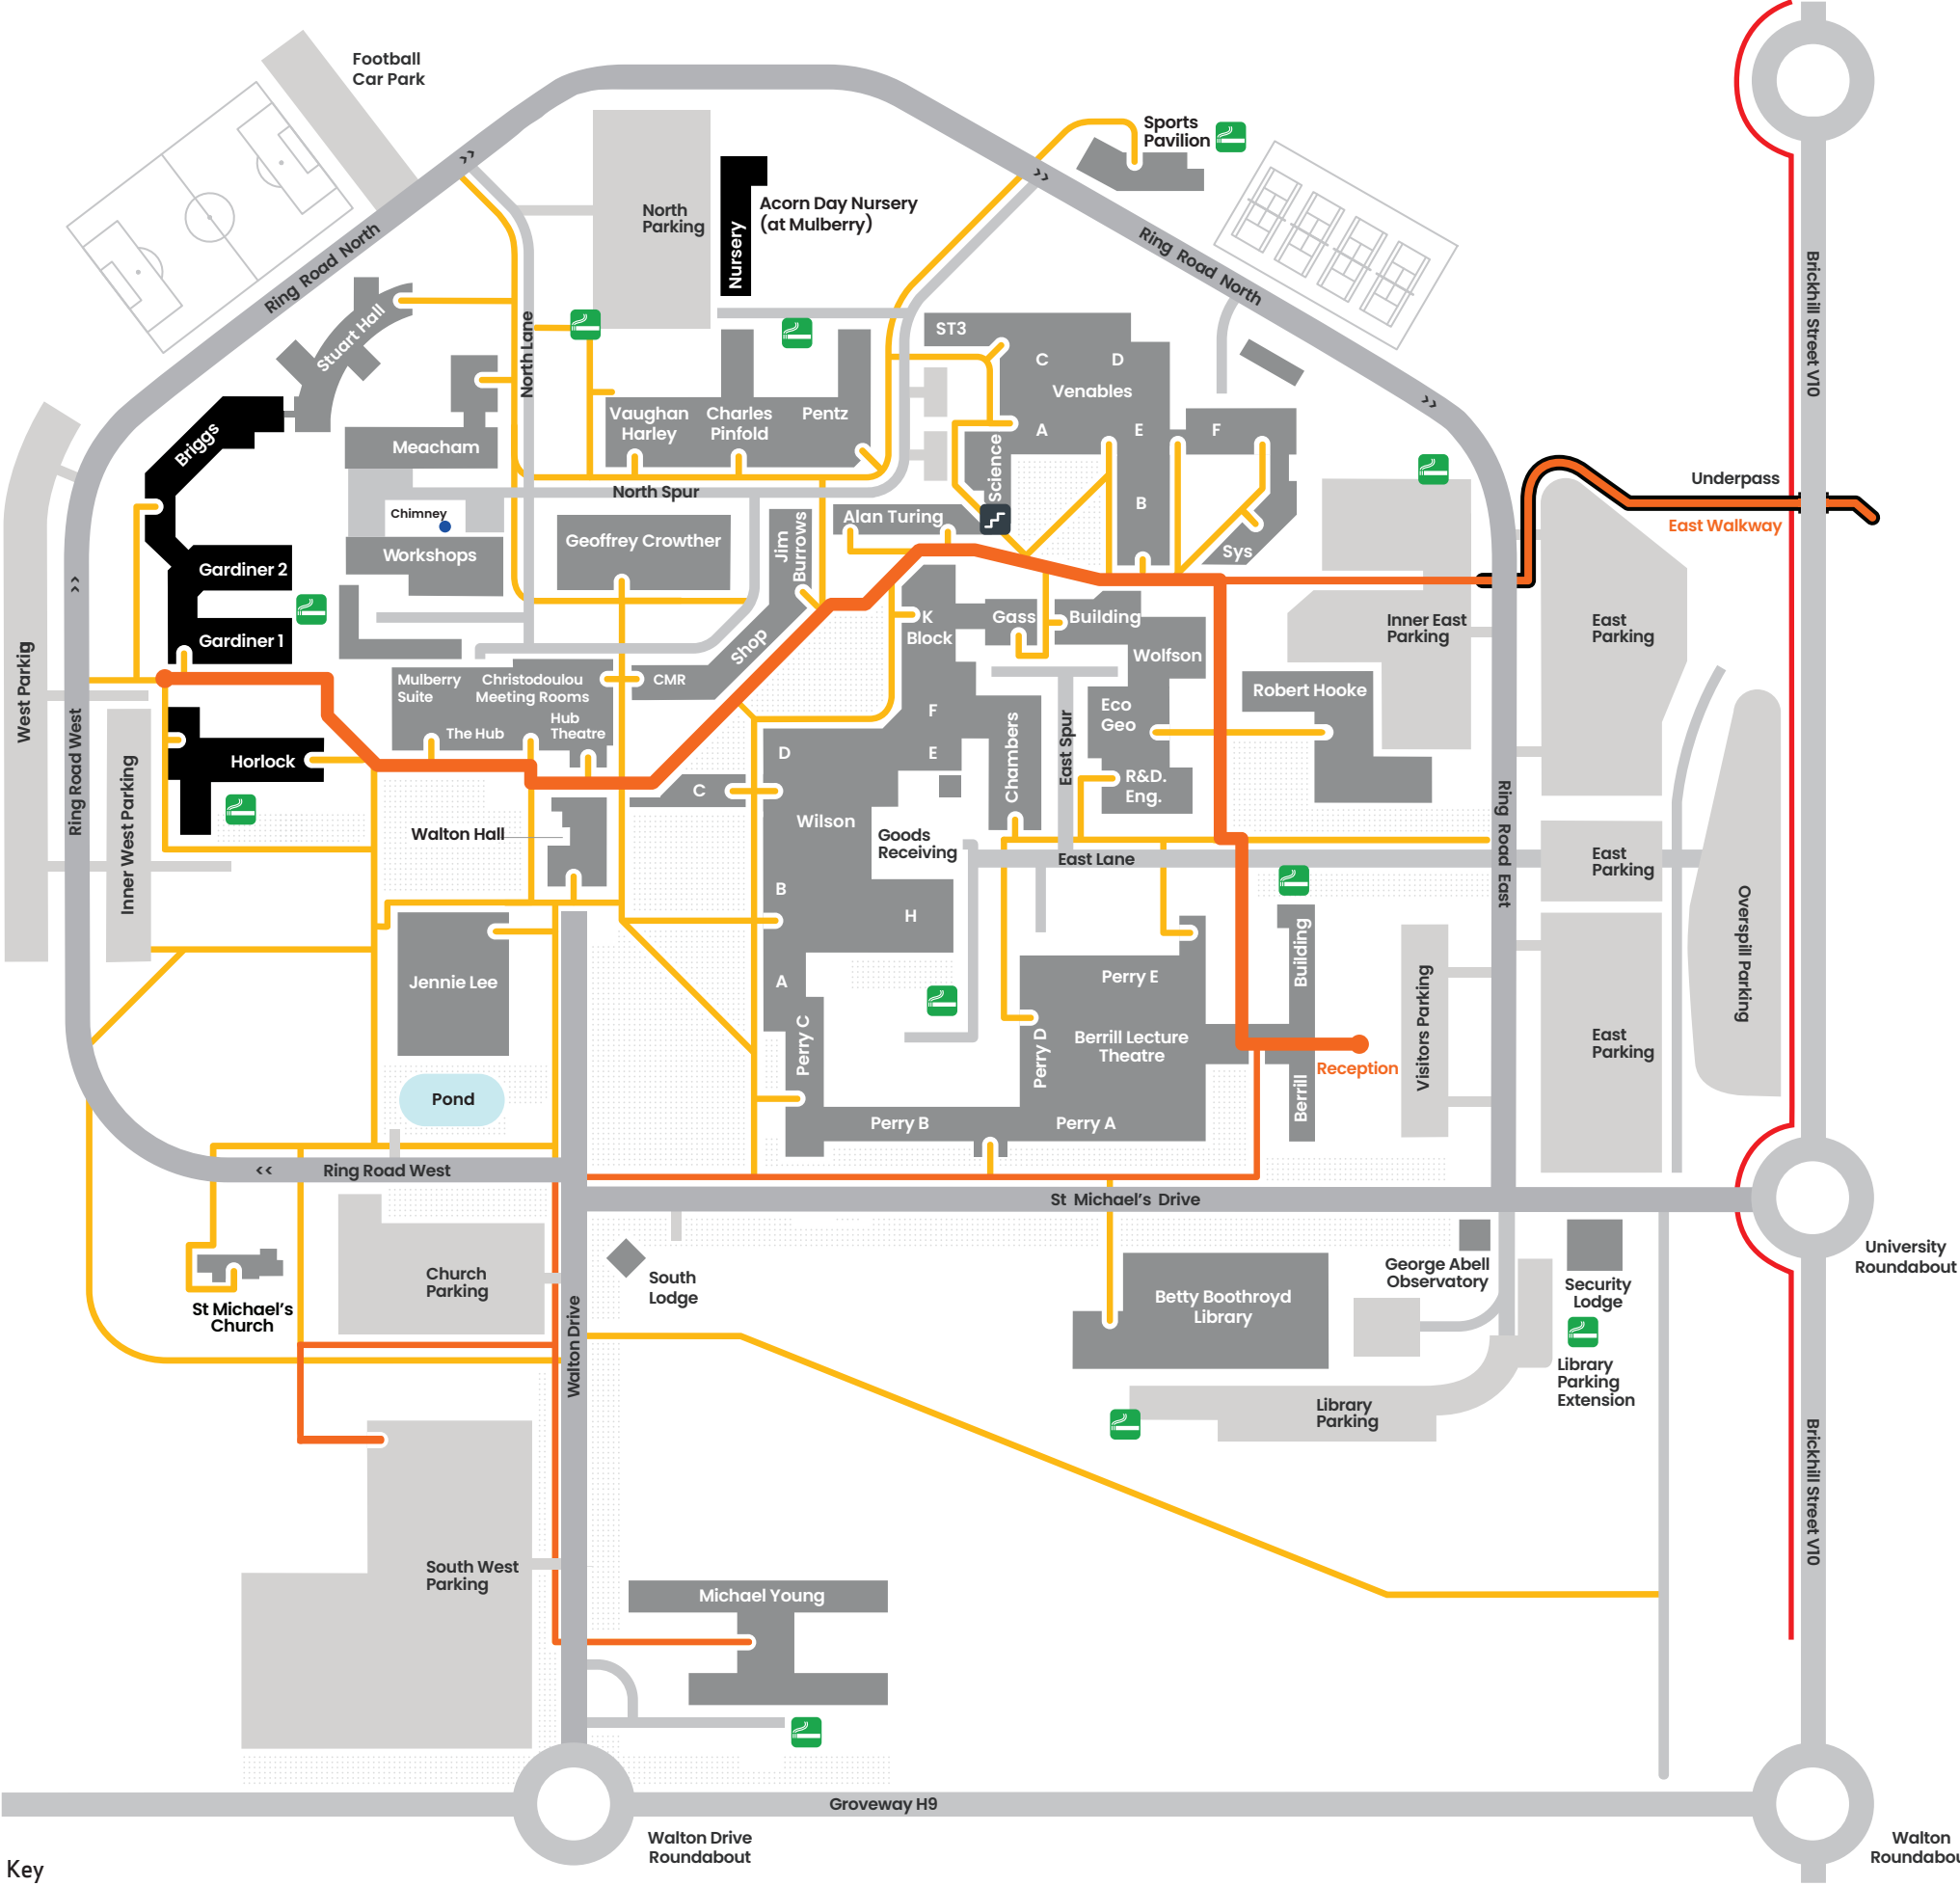 Football
Car Park
Sports
Pavilion
North
Parking
Nursery
Acorn Day Nursery
(at Mulberry)
>>
>>
Ring Road North
Ring Road North
>>
Brickhill Street V10
Stuart Hall
North Lane
ST3
C
D
Venables
A
E
F
B
Science
Vaughan
Harley
Charles
Pinfold
Pentz
Briggs
Meacham
North Spur
Chimney
Workshops
Geoffrey Crowther
Jim
Burrows
Alan Turing
Sys
Underpass
East Walkway
Gardiner 2
Gardiner 1
>>
West Parkig
K
Block
Gass
Building
Wolfson
Inner East
Parking
East
Parking
Mulberry
Suite
Christodoulou
Meeting Rooms
The Hub
Hub
Theatre
CMR
Shop
Robert Hooke
Eco
Geo
F
E
D
C
Chambers
East Spur
R&D.
Eng.
Horlock
Ring Road West
Inner West Parking
Walton Hall
Wilson
Goods
Receiving
East Lane
Ring Road East
East
Parking
Overspill Parking
B
H
A
Jennie Lee
Perry C
Perry D
Perry E
Berrill Lecture
Theatre
Building
Berrill
Reception
Visitors Parking
East
Parking
Pond
Perry B
Perry A
<<
Ring Road West
St Michael's Drive
St Michael's
Church
Church
Parking
Walton Drive
South
Lodge
Betty Boothroyd
Library
George Abell
Observatory
Security
Lodge
University
Roundabout
Library
Parking
Extension
Library
Parking
Brickhill Street V10
South West
Parking
Michael Young
Groveway H9
Walton Drive
Roundabout
Walton
Roundabou
Key